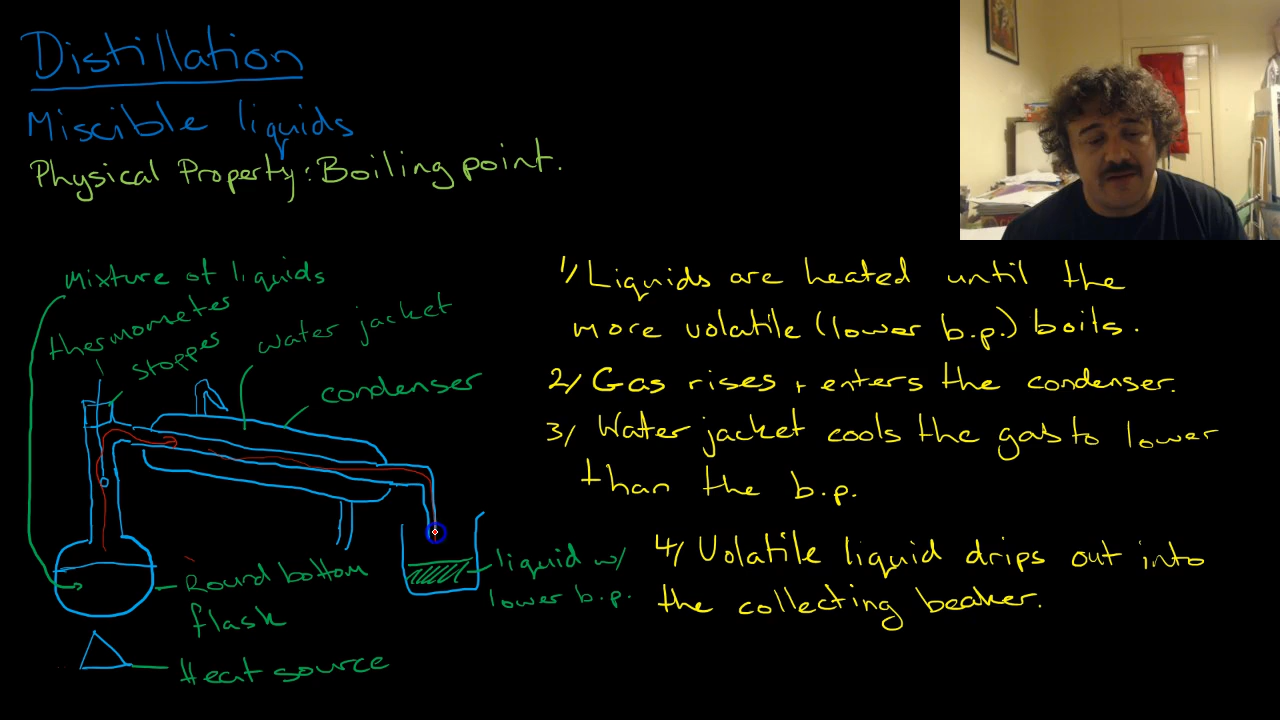 Distillation
Miscible liquids
Physical Property: Boiling point.
Mixture of liquids
thermometer
stopper
water jacket
condenser
Round bottom
flask
Heat source
liquid w/
lower b.p.
1/ Liquids are heated until the
more volatile (lower b.p.) boils.
2/ Gas rises + enters the condenser.
3/ Water jacket cools the gas to lower
than the b.p.
4/ Volatile liquid drips out into
the collecting beaker.